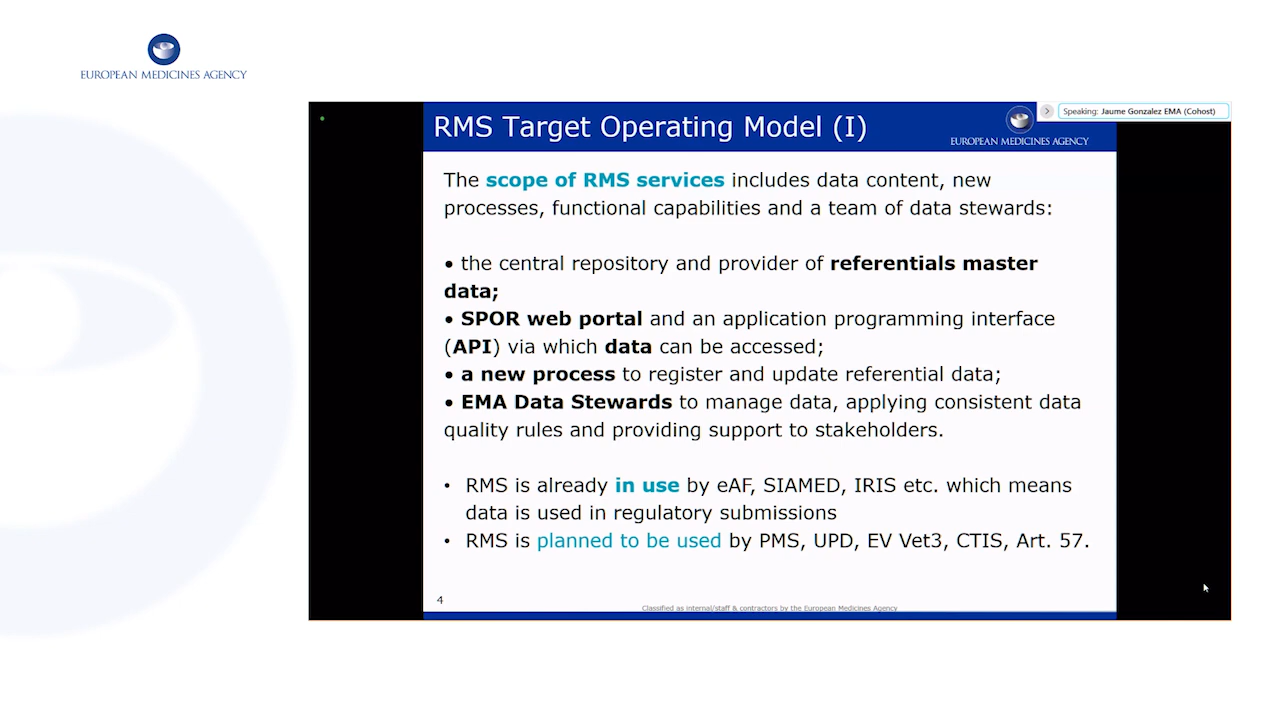 EUROPEAN MEDICINES AGENCY
Speaking: Jaume Gonzalez EMA (Cohost)
RMS Target Operating Model (I)
EUROPEAN MEDICINES AGENCY
The scope of RMS services includes data content, new
processes, functional capabilities and a team of data stewards:
• the central repository and provider of referentials master
data;
• SPOR web portal and an application programming interface
(API) via which data can be accessed;
• a new process to register and update referential data;
• EMA Data Stewards to manage data, applying consistent data
quality rules and providing support to stakeholders.
• RMS is already in use by eAF, SIAMED, IRIS etc. which means
data is used in regulatory submissions
• RMS is planned to be used by PMS, UPD, EV Vet3, CTIS, Art. 57.
4
Classified as internal/staff & contractors by the European Medicines Agency